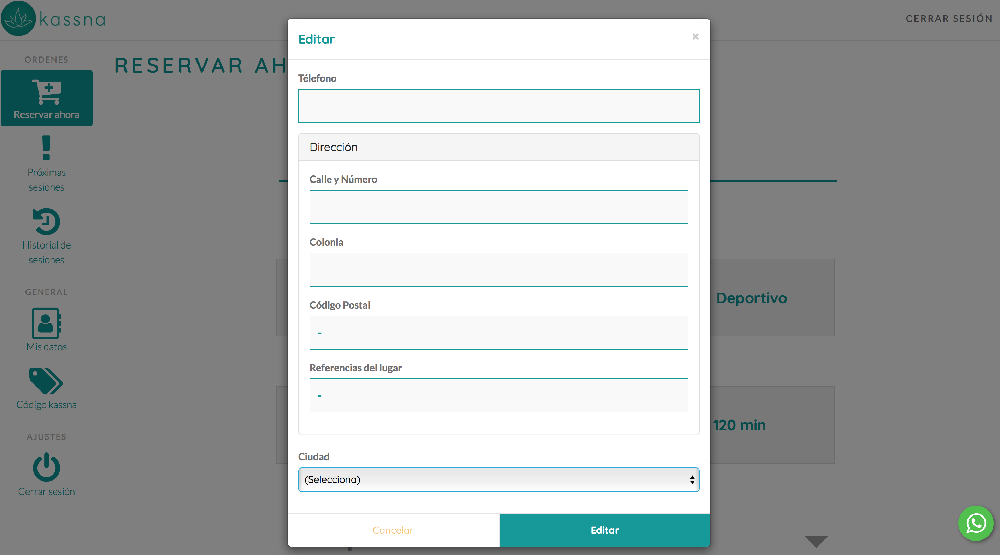 kassna
CERRAR SESIÓN
ORDENES
Reservar ahora
Próximas
sesiones
Historial de
sesiones
GENERAL
Mis datos
Código kassna
AJUSTES
Cerrar sesión
RESERVAR AH
Editar
×
Télefono
Dirección
Calle y Número
Colonia
Código Postal
-
Referencias del lugar
-
Ciudad
(Selecciona)
Cancelar
Editar
Deportivo
120 min